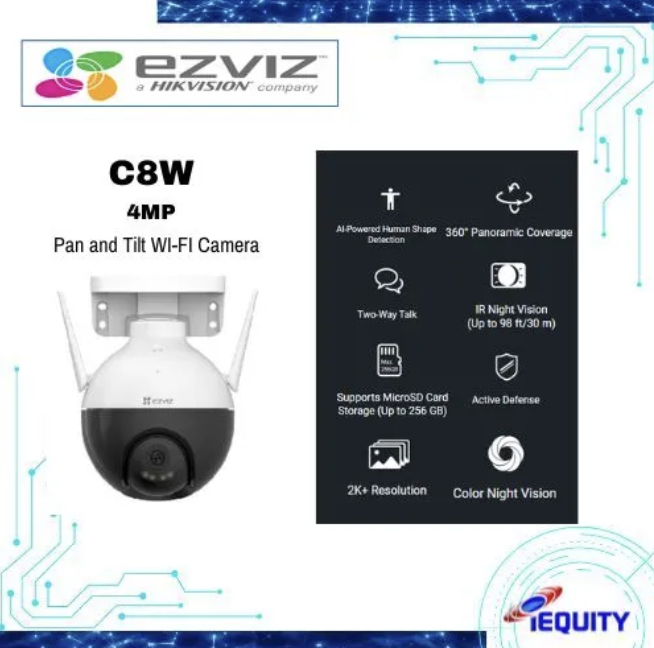 ezviz
a HIKVISION company
C8W
4MP
Pan and Tilt WI-FI Camera
ezviz
AI-Powered Human Shape
Detection
360° Panoramic Coverage
Two-Way Talk
IR Night Vision
(Up to 98 ft/30 m)
Max.
256GB
Supports MicroSD Card
Storage (Up to 256 GB)
Active Defense
2K+ Resolution
Color Night Vision
iEQUITY